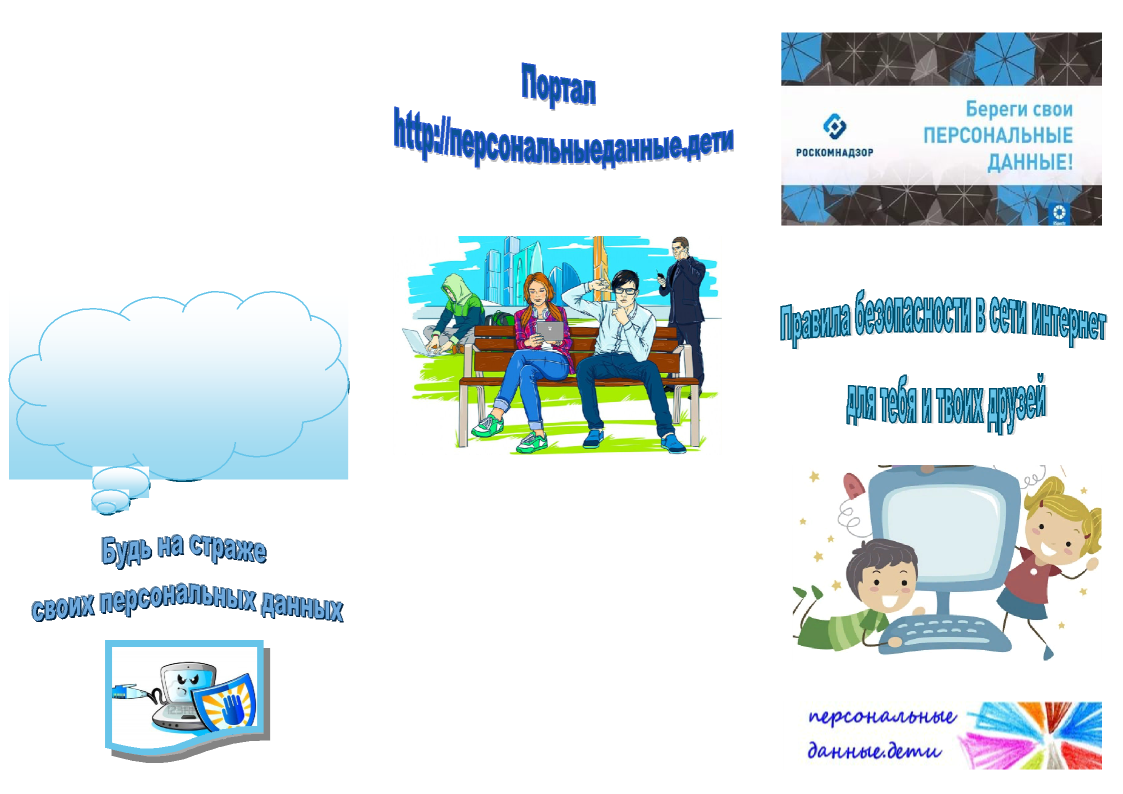 Будь на страже
своих персональных данных
Портал
http://персональныеданные.дети
РОСКОМНАДЗОР
Береги свои
ПЕРСОНАЛЬНЫЕ
ДАННЫЕ!
Правила безопасности в сети интернет
для тебя и твоих друзей
персональные
данные.дети